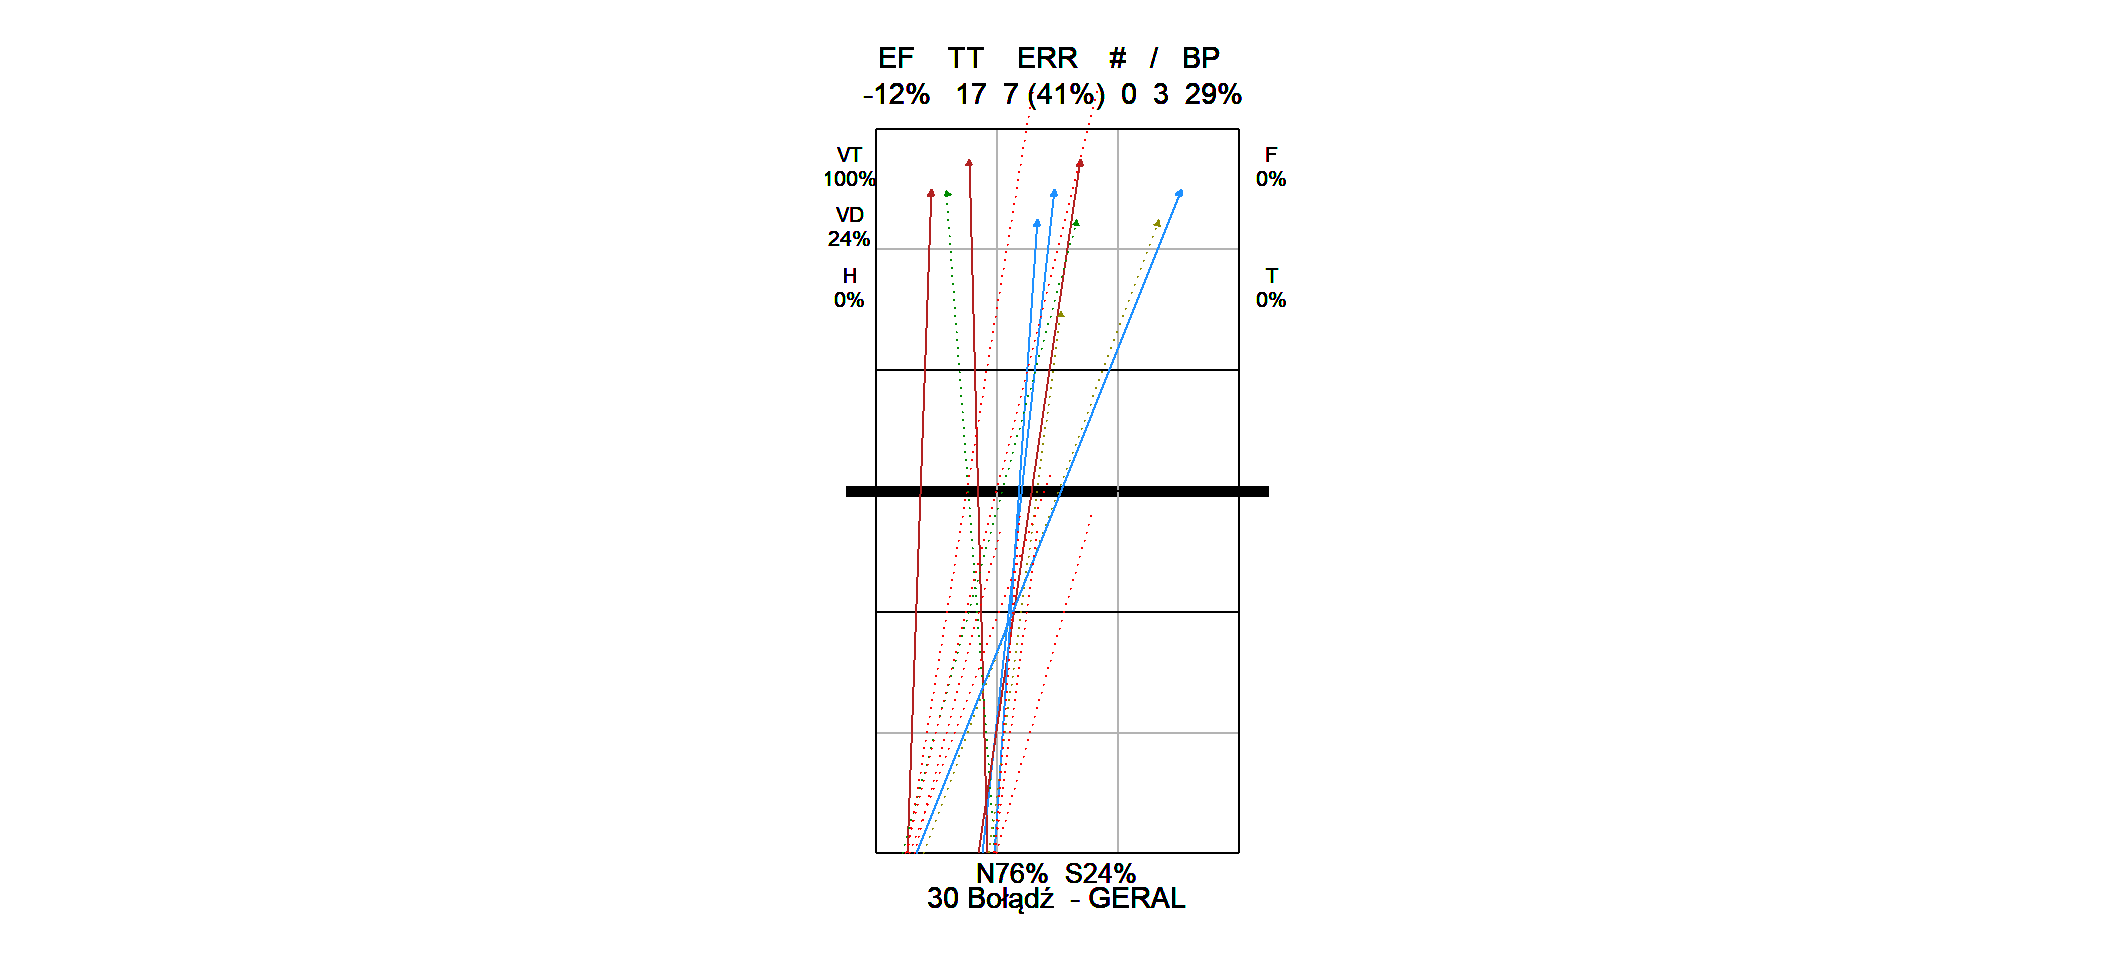 EF TT ERR # / BP
-12% 17 7 (41%) 0 3 29%
VT
100%
F
0%
VD
24%
H
0%
T
0%
N76% S24%
30 Bołądź - GERAL